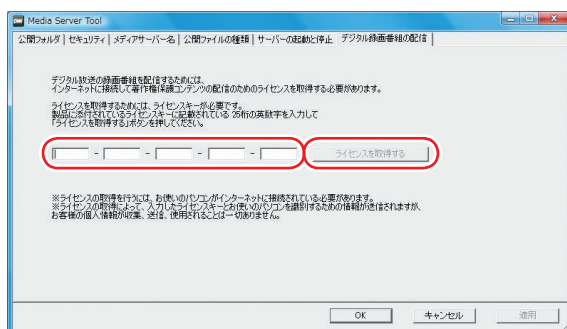 Media Server Tool
公開フォルダ セキュリティ メディアサーバー名 公開ファイルの種類 サーバーの起動と停止 デジタル録画番組の配信
デジタル放送の録画番組を配信するためには、
インターネットに接続して著作権保護コンテンツの配信のためのライセンスを取得する必要があります。
ライセンスを取得するためには、ライセンスキーが必要です。
製品に添付されているライセンスキーに記載されている 25桁の英数字を入力して
「ライセンスを取得する」ボタンを押してください。
- - - - ライセンスを取得する
※ライセンスの取得を行うには、お使いのパソコンがインターネットに接続されている必要があります。
※ライセンスの取得によって、入力したライセンスキーとお使いのパソコンを識別するための情報が送信されますが、
お客様の個人情報が収集、送信、使用されることは一切ありません。
OK キャンセル 適用